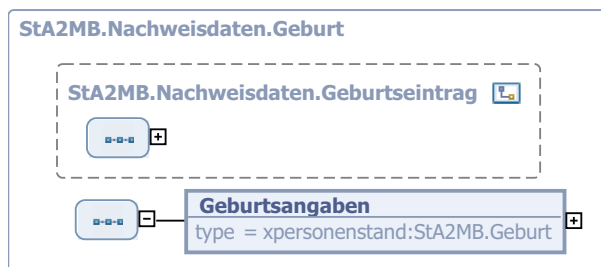 StA2MB.Nachweisdaten.Geburt
StA2MB.Nachweisdaten.Geburtseintrag
Geburtsangaben
type = xpersonenstand:StA2MB.Geburt